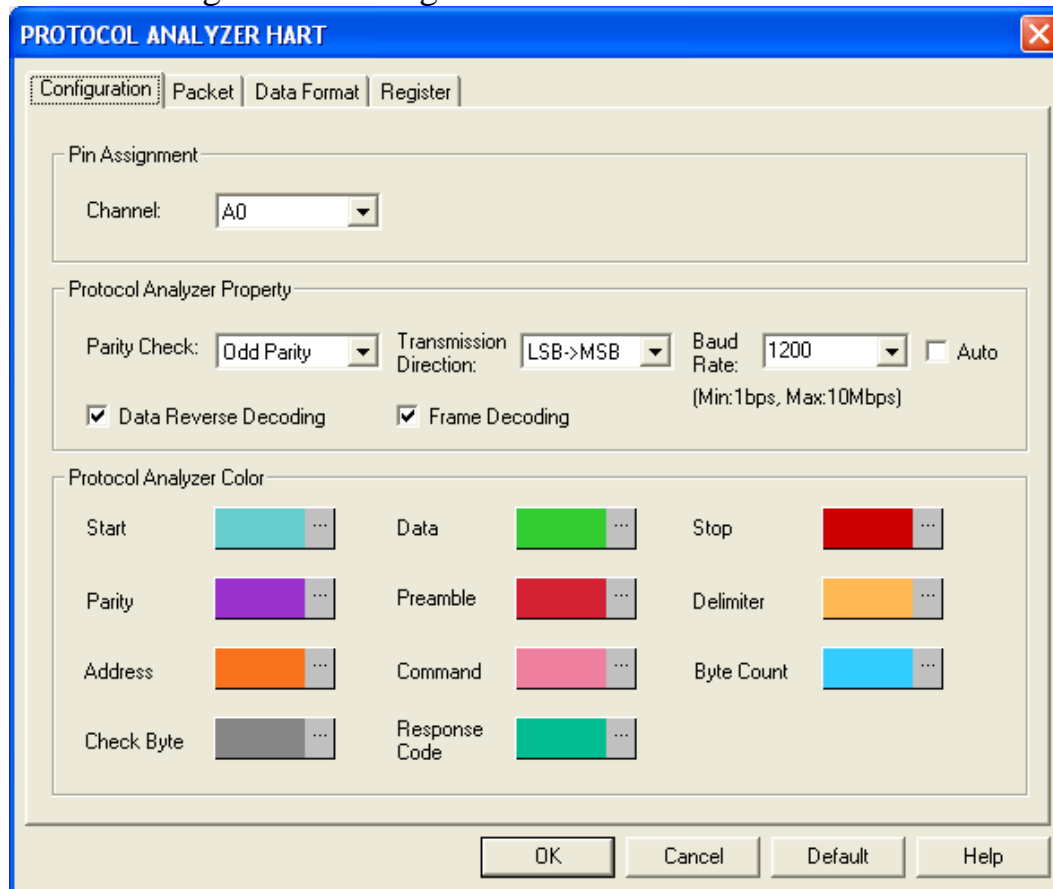 PROTOCOL ANALYZER HART
Configuration Packet Data Format Register
Pin Assignment
Channel: A0
Protocol Analyzer Property
Parity Check: Odd Parity Transmission Direction: LSB->MSB Baud Rate: 1200 Auto
(Min:1bps, Max:10Mbps)
Data Reverse Decoding Frame Decoding
Protocol Analyzer Color
Start ... Data ... Stop ...
Parity ... Preamble ... Delimiter ...
Address ... Command ... Byte Count ...
Check Byte ... Response Code ...
OK Cancel Default Help